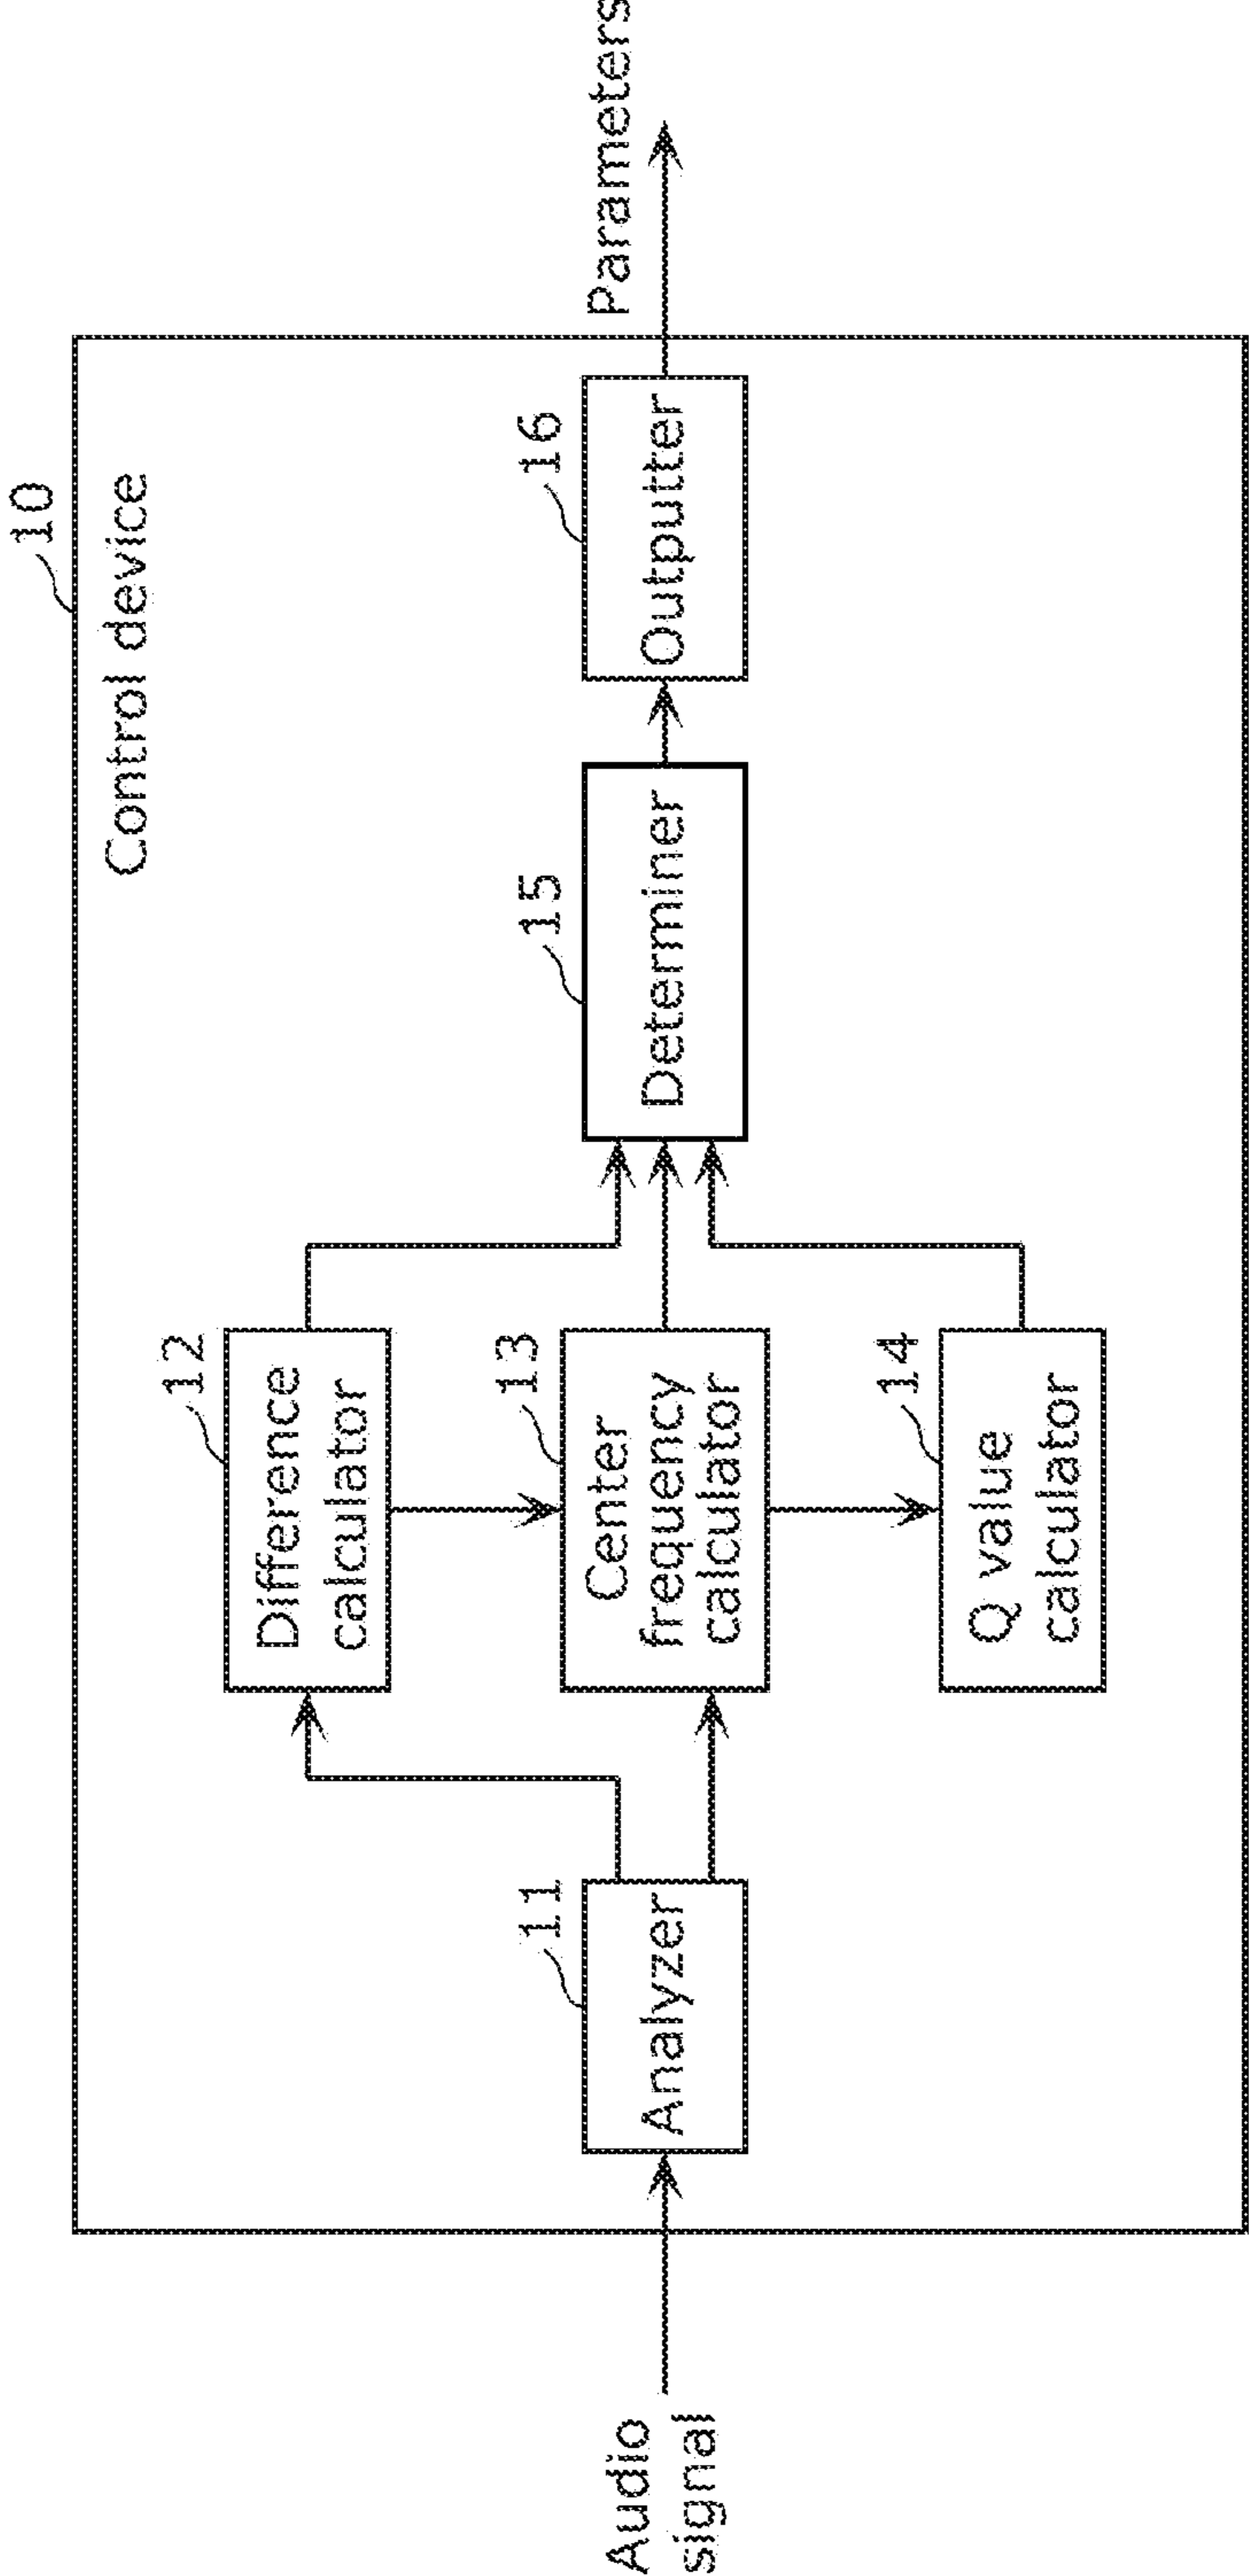 10
Control device
Audio
signal
11
Analyzer
12
Difference
calculator
13
Center
frequency
calculator
14
Q value
calculator
15
Determiner
16
Outputter
Parameters